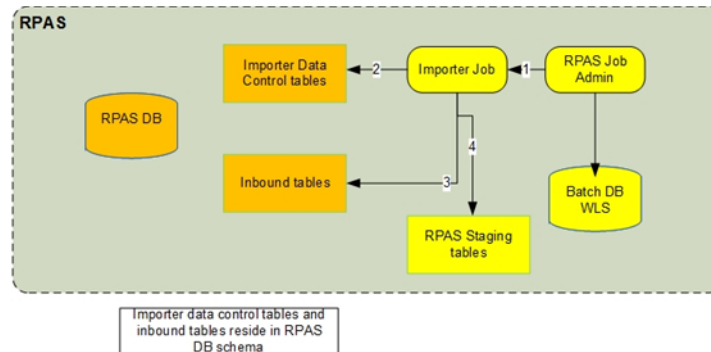 RPAS
Importer Data
Control tables
2
Importer Job
1
RPAS Job
Admin
RPAS DB
4
Inbound tables
3
Batch DB
WLS
RPAS Staging
tables
Importer data control tables and
inbound tables reside in RPAS
DB schema